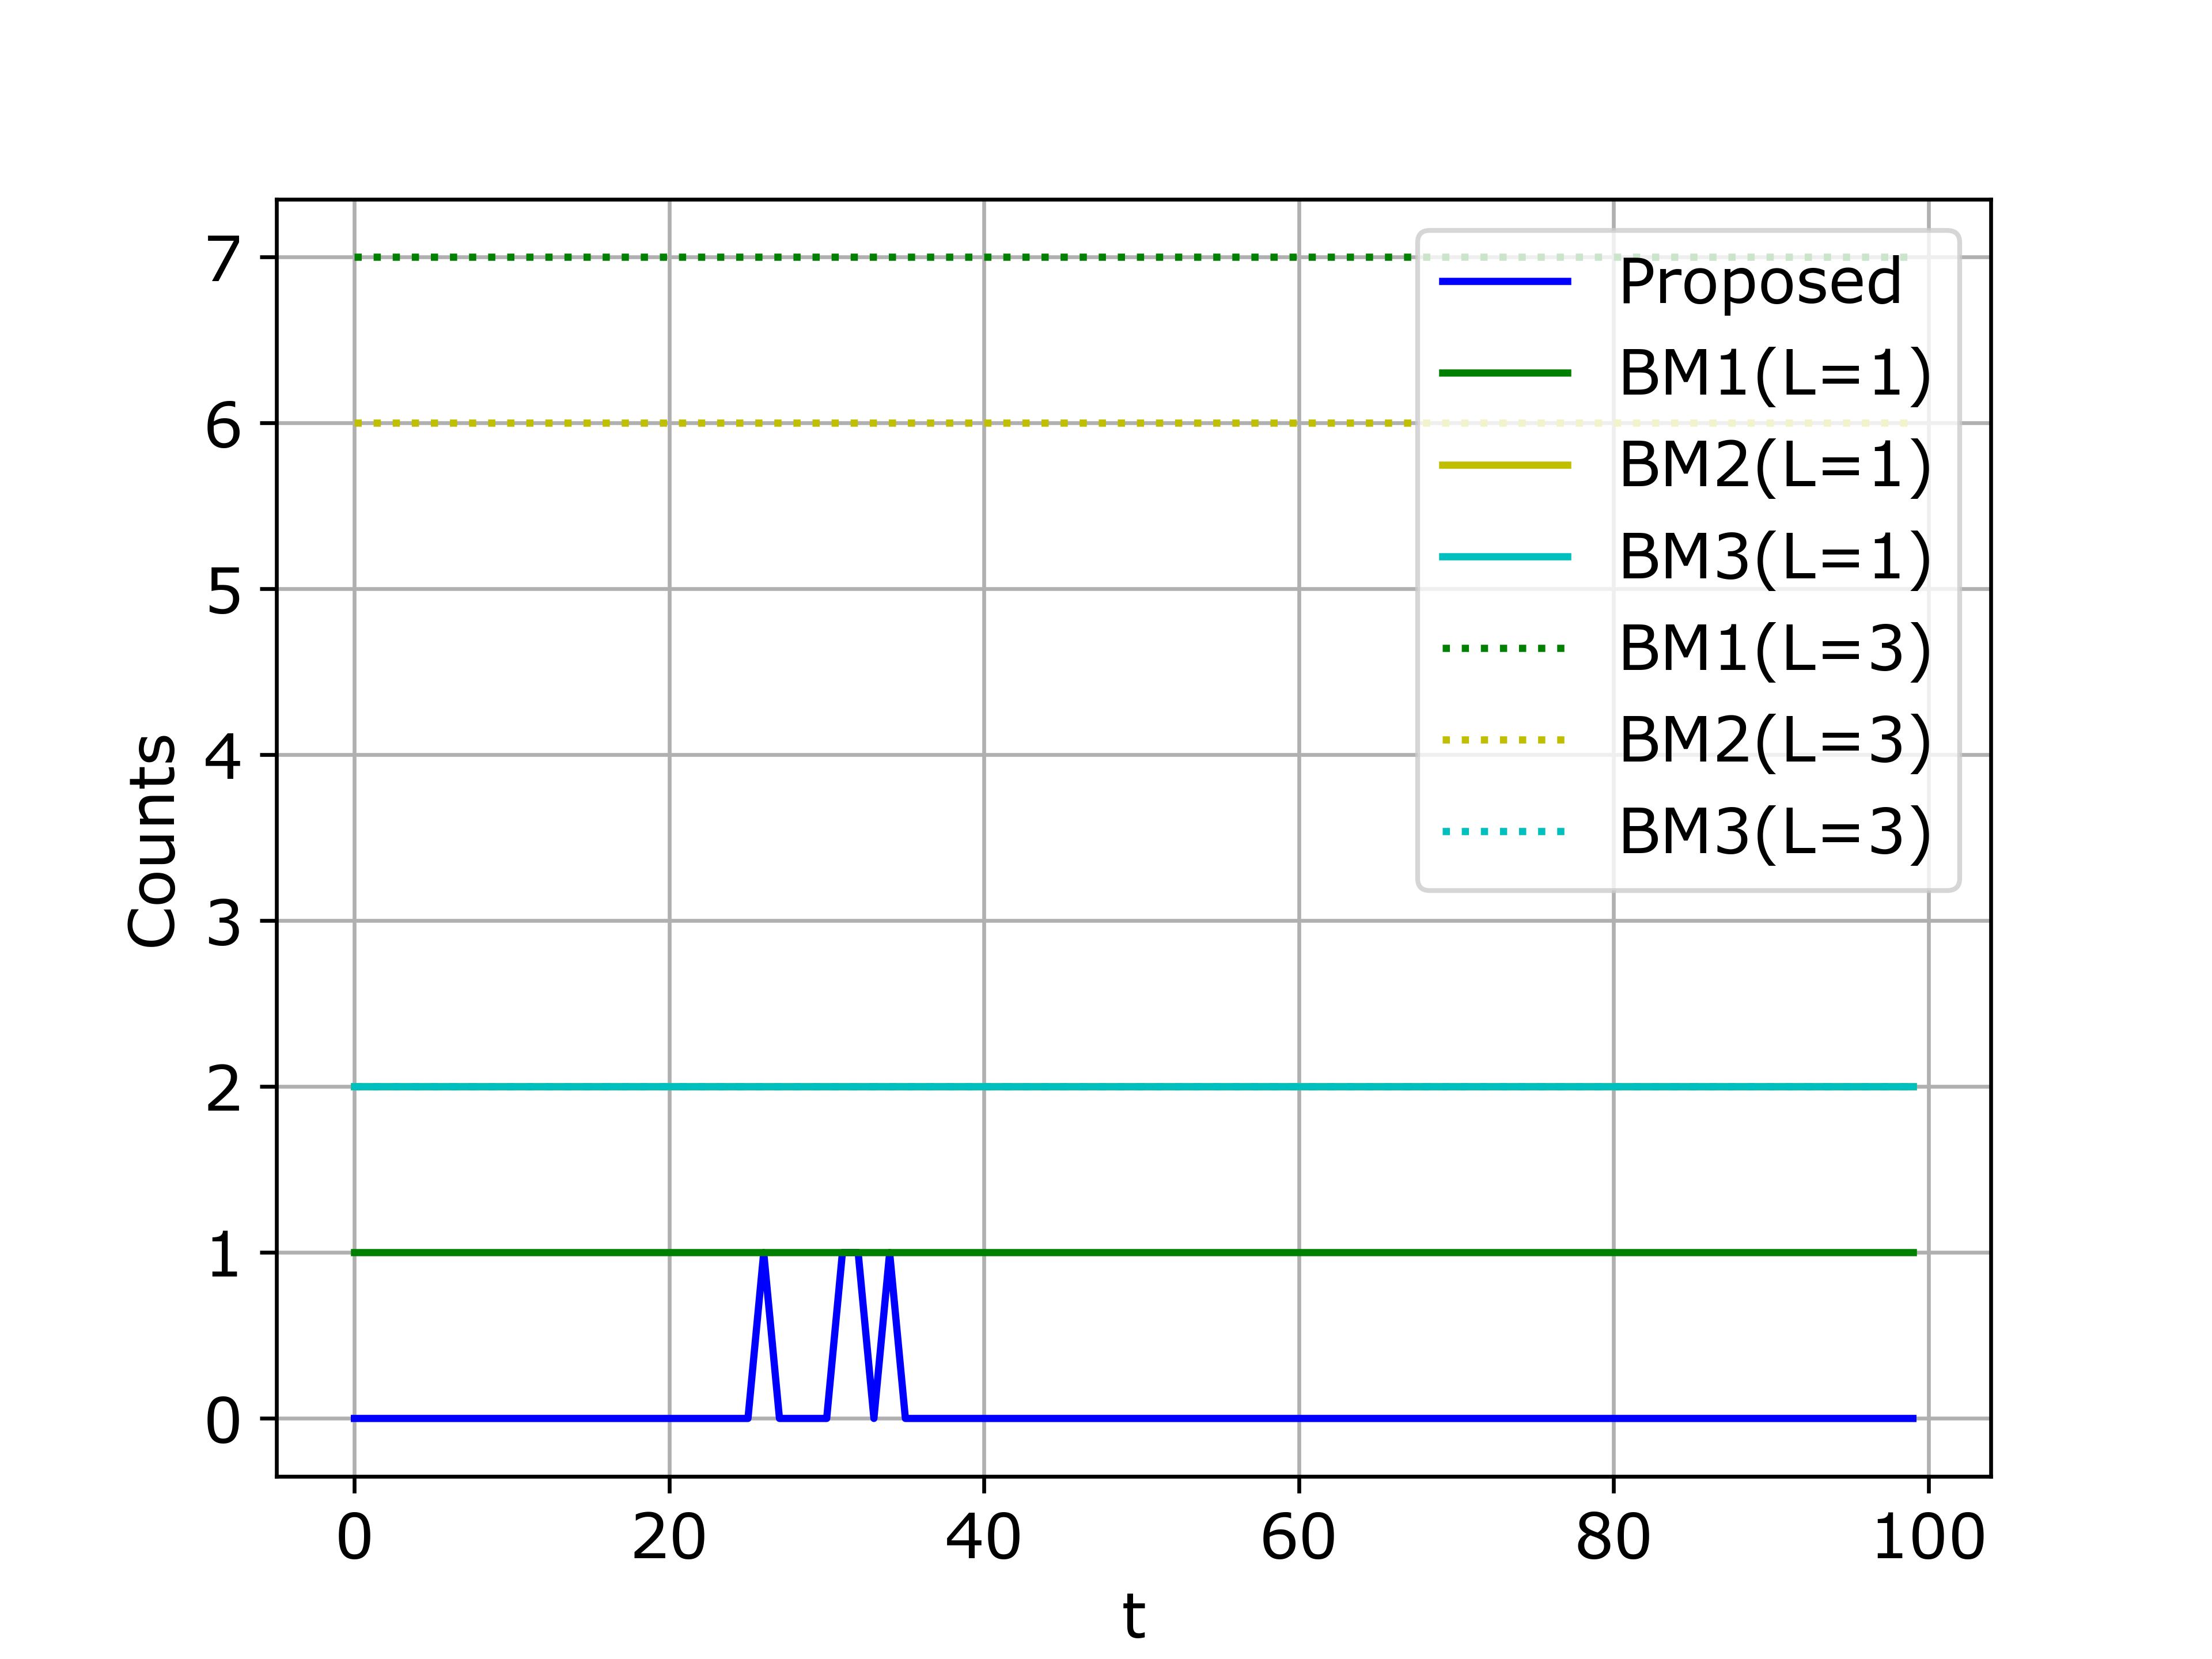 7
6
5
4
3
2
1
0
Counts
0 20 40 60 80 100
t
Proposed
BM1(L=1)
BM2(L=1)
BM3(L=1)
BM1(L=3)
BM2(L=3)
BM3(L=3)